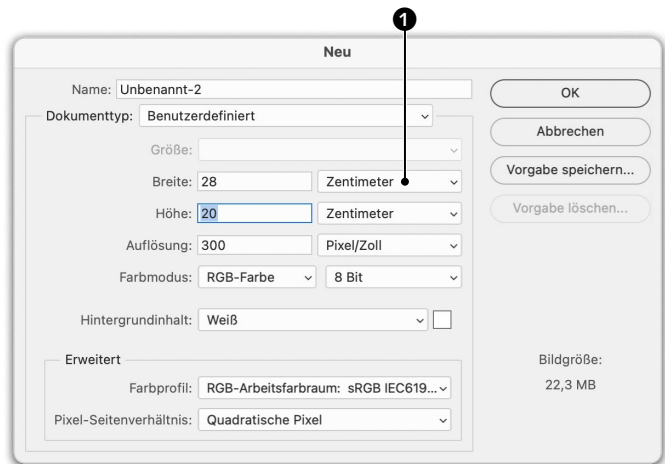 1
Neu
Name: Unbenannt-2
Dokumenttyp: Benutzerdefiniert
Größe:
Breite: 28 Zentimeter
Höhe: 20 Zentimeter
Auflösung: 300 Pixel/Zoll
Farbmodus: RGB-Farbe 8 Bit
Hintergrundinhalt: Weiß
Erweitert
Farbprofil: RGB-Arbeitsfarbraum: sRGB IEC619...
Pixel-Seitenverhältnis: Quadratische Pixel
OK
Abbrechen
Vorgabe speichern...
Vorgabe löschen...
Bildgröße:
22,3 MB